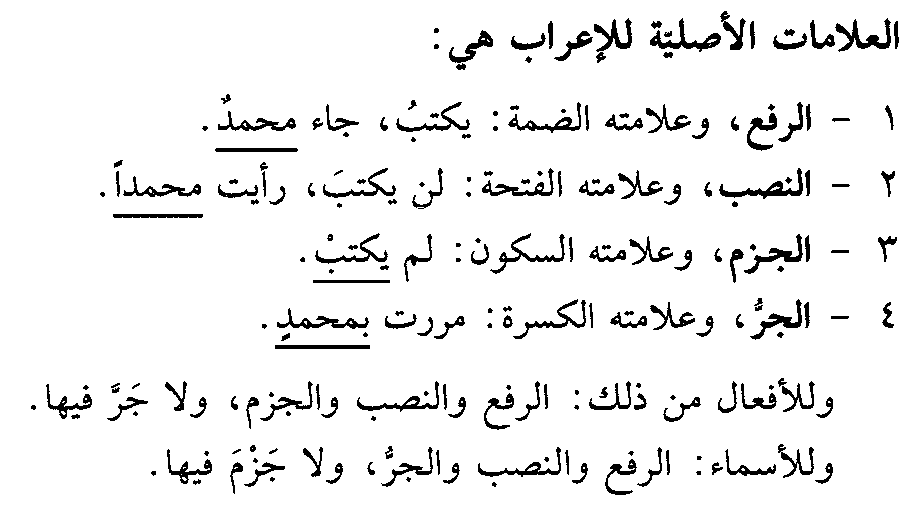 العلامات الأصليّة للإعراب هي:
١ - الرفع، وعلامته الضمة: يكتبُ، جاء محمدٌ.
٢ - النصب، وعلامته الفتحة: لن يكتبَ، رأيت محمداً.
٣ - الجزم، وعلامته السكون: لم يكتبْ.
٤ - الجرُّ، وعلامته الكسرة: مررت بمحمدٍ.
وللأفعال من ذلك: الرفع والنصب والجزم، ولا جَرَّ فيها.
وللأسماء: الرفع والنصب والجرُّ، ولا جَزْمَ فيها.